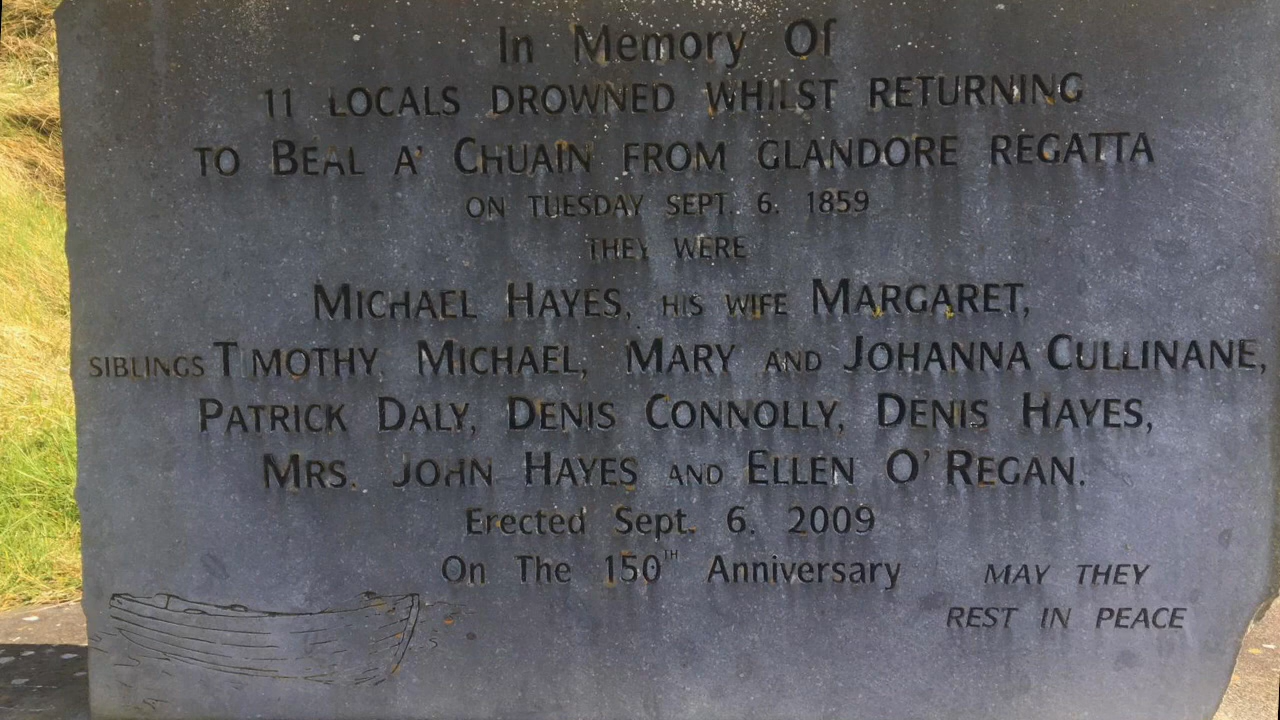 In Memory Of
11 LOCALS DROWNED WHILST RETURNING
TO BEAL A' CHUAIN FROM GLANDORE REGATTA
ON TUESDAY SEPT. 6. 1859
THEY WERE
MICHAEL HAYES, HIS WIFE MARGARET,
SIBLINGS TIMOTHY, MICHAEL, MARY AND JOHANNA CULLINANE,
PATRICK DALY, DENIS CONNOLLY, DENIS HAYES,
MRS. JOHN HAYES AND ELLEN O'REGAN.
Erected Sept. 6. 2009
On The 150TH Anniversary
MAY THEY
REST IN PEACE